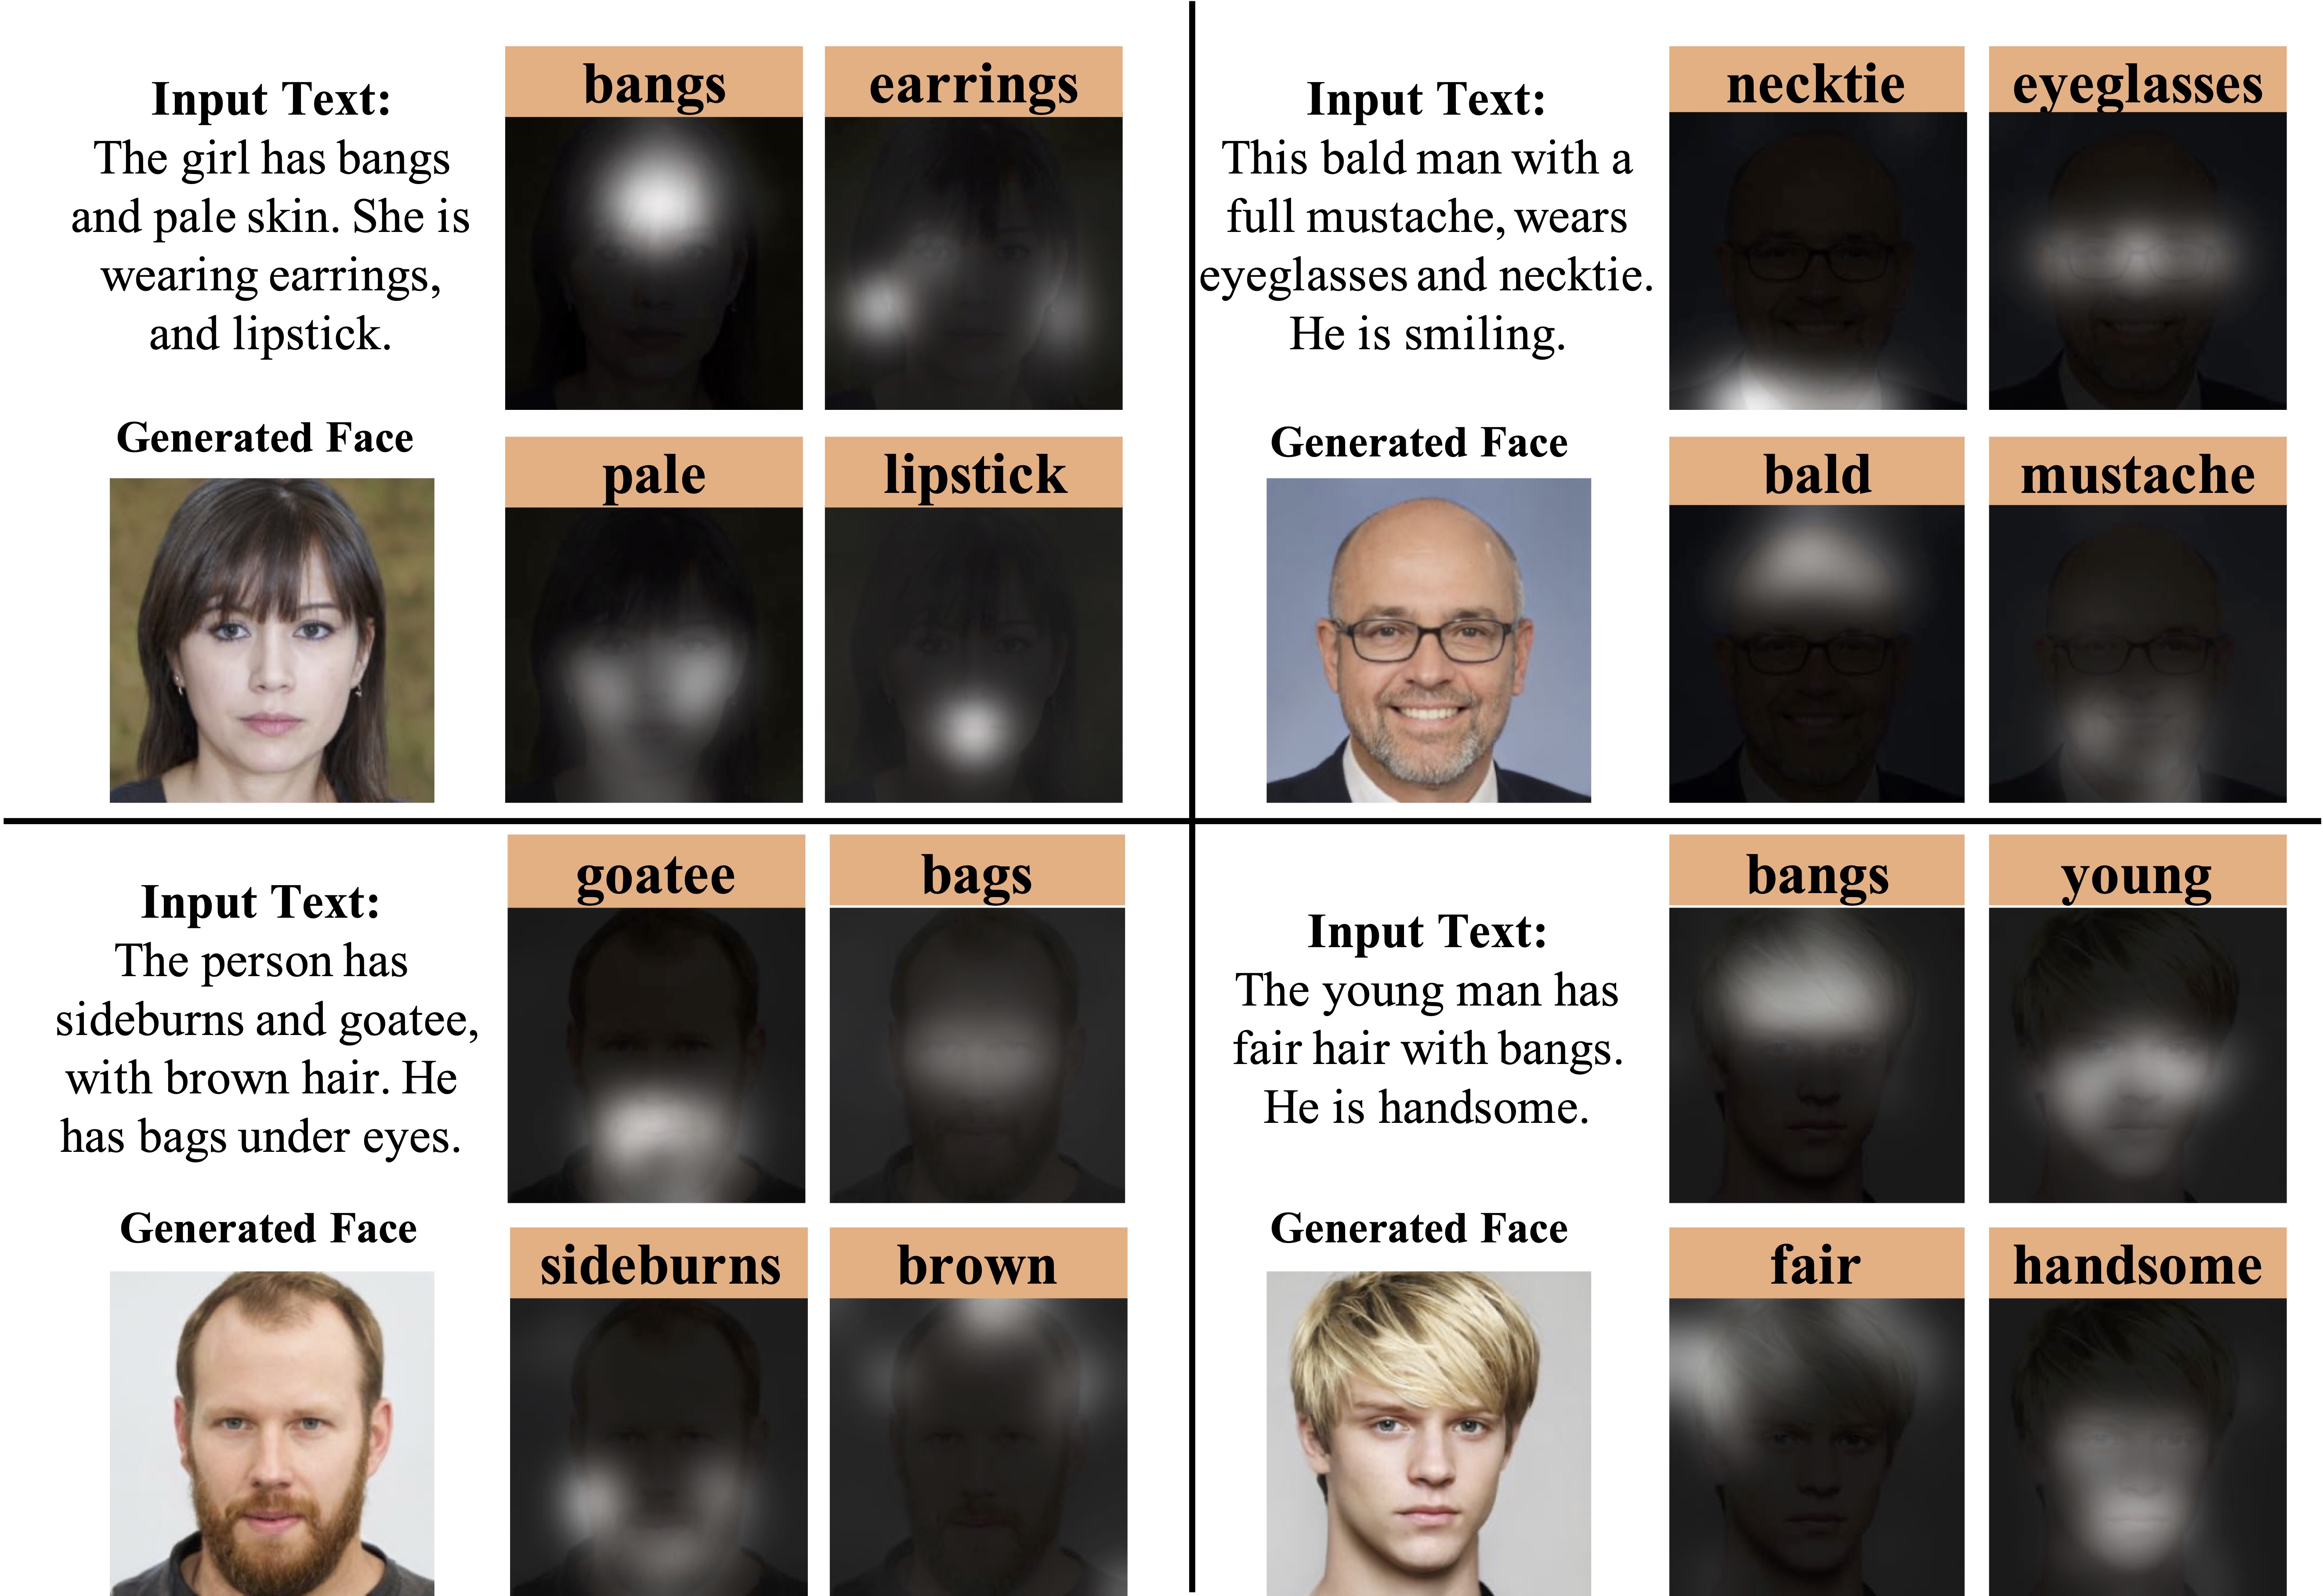 Input Text:
The girl has bangs
and pale skin. She is
wearing earrings,
and lipstick.
Generated Face
bangs
earrings
pale
lipstick
Input Text:
This bald man with a
full mustache, wears
eyeglasses and necktie.
He is smiling.
Generated Face
necktie
eyeglasses
bald
mustache
Input Text:
The person has
sideburns and goatee,
with brown hair. He
has bags under eyes.
Generated Face
goatee
bags
sideburns
brown
Input Text:
The young man has
fair hair with bangs.
He is handsome.
Generated Face
bangs
young
fair
handsome